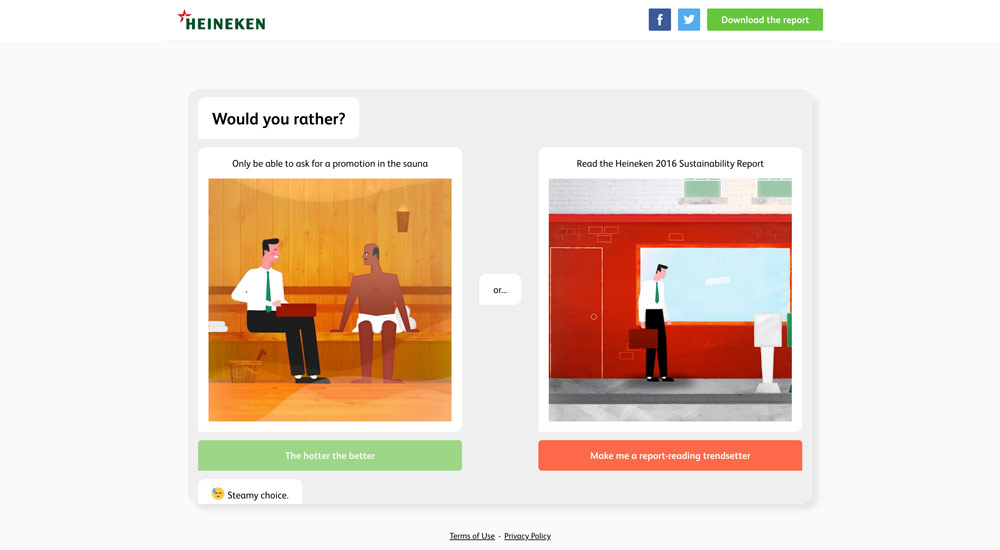 HEINEKEN
Download the report
Would you rather?
Only be able to ask for a promotion in the sauna
Read the Heineken 2016 Sustainability Report
or...
The hotter the better
Make me a report-reading trendsetter
😓 Steamy choice.
Terms of Use - Privacy Policy